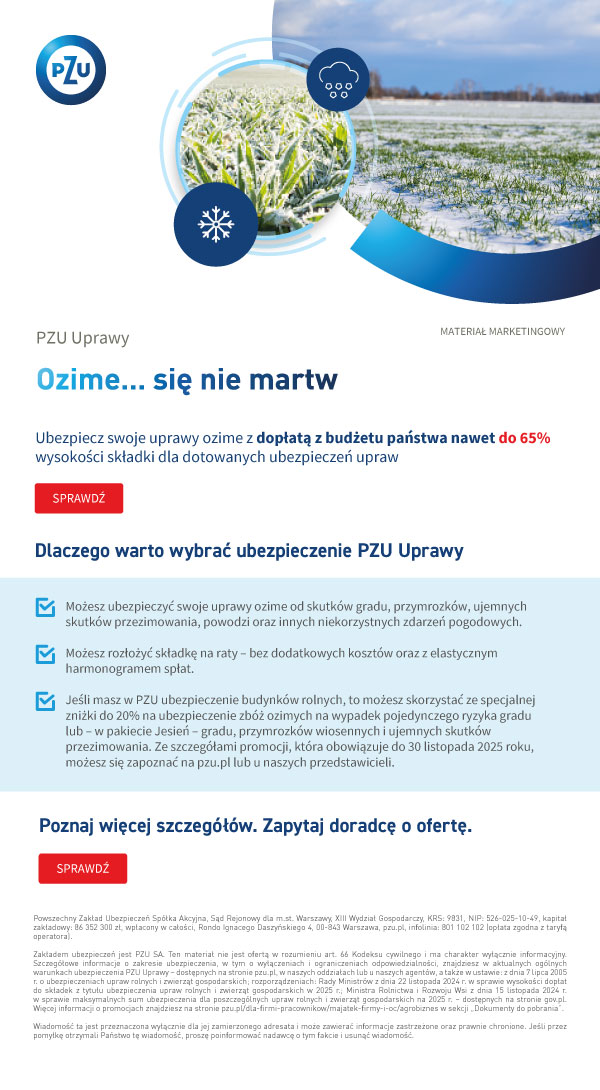 PZU
PZU Uprawy
MATERIAŁ MARKETINGOWY
Ozime... się nie martw
Ubezpiecz swoje uprawy ozime z dopłatą z budżetu państwa nawet do 65%
wysokości składki dla dotowanych ubezpieczeń upraw
SPRAWDŹ
Dlaczego warto wybrać ubezpieczenie PZU Uprawy
Możesz ubezpieczyć swoje uprawy ozime od skutków gradu, przymrozków, ujemnych
skutków przezimowania, powodzi oraz innych niekorzystnych zdarzeń pogodowych.
Możesz rozłożyć składkę na raty – bez dodatkowych kosztów oraz z elastycznym
harmonogramem spłat.
Jeśli masz w PZU ubezpieczenie budynków rolnych, to możesz skorzystać ze specjalnej
zniżki do 20% na ubezpieczenie zbóż ozimych na wypadek pojedynczego ryzyka gradu
lub – w pakiecie Jesień – gradu, przymrozków wiosennych i ujemnych skutków
przezimowania. Ze szczegółami promocji, która obowiązuje do 30 listopada 2025 roku,
możesz się zapoznać na pzu.pl lub u naszych przedstawicieli.
Poznaj więcej szczegółów. Zapytaj doradcę o ofertę.
SPRAWDŹ
Powszechny Zakład Ubezpieczeń Spółka Akcyjna, Sąd Rejonowy dla m.st. Warszawy, XIII Wydział Gospodarczy, KRS: 9831, NIP: 526-025-10-49, kapitał
zakładowy: 86 352 300 zł, wpłacony w całości, Rondo Ignacego Daszyńskiego 4, 00-843 Warszawa, pzu.pl, infolinia: 801 102 102 (opłata zgodna z taryfą
operatora).
Zakładem ubezpieczeń jest PZU SA. Ten materiał nie jest ofertą w rozumieniu art. 66 Kodeksu cywilnego i ma charakter wyłącznie informacyjny.
Szczegółowe informacje o zakresie ubezpieczenia, w tym o wyłączeniach i ograniczeniach odpowiedzialności, znajdziesz w aktualnych ogólnych
warunkach ubezpieczenia PZU Uprawy – dostępnych na stronie pzu.pl, w naszych oddziałach lub u naszych agentów, a także w ustawie: z dnia 7 lipca 2005
r. o ubezpieczeniach upraw rolnych i zwierząt gospodarskich; rozporządzeniach: Rady Ministrów z dnia 22 listopada 2024 r. w sprawie wysokości dopłat
do składek z tytułu ubezpieczenia upraw rolnych i zwierząt gospodarskich w 2025 r.; Ministra Rolnictwa i Rozwoju Wsi z dnia 15 listopada 2024 r.
w sprawie maksymalnych sum ubezpieczenia dla poszczególnych upraw rolnych i zwierząt gospodarskich na 2025 r. – dostępnych na stronie gov.pl.
Więcej informacji o promocjach znajdziesz na stronie pzu.pl/dla-firmi-pracownikow/majatek-firmy-i-oc/agrobiznes w sekcji „Dokumenty do pobrania”.
Wiadomość ta jest przeznaczona wyłącznie dla jej zamierzonego adresata i może zawierać informacje zastrzeżone oraz prawnie chronione. Jeśli przez
pomyłkę otrzymali Państwo tę wiadomość, proszę poinformować nadawcę o tym fakcie i usunąć wiadomość.